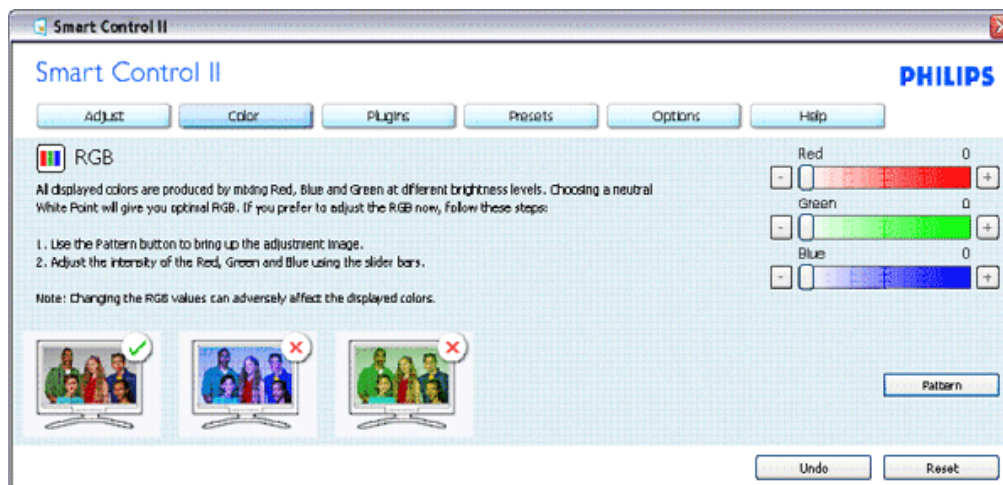 Smart Control II
Smart Control II
PHILIPS
Adjust Color Plugins Presets Options Help
RGB
All displayed colors are produced by mixing Red, Blue and Green at different brightness levels. Choosing a neutral
White Point will give you optimal RGB. If you prefer to adjust the RGB now, follow these steps:
1. Use the Pattern button to bring up the adjustment image.
2. Adjust the intensity of the Red, Green and Blue using the slider bars.
Note: Changing the RGB values can adversely affect the displayed colors.
Red 0
- +
Green 0
- +
Blue 0
- +
Pattern
Undo Reset